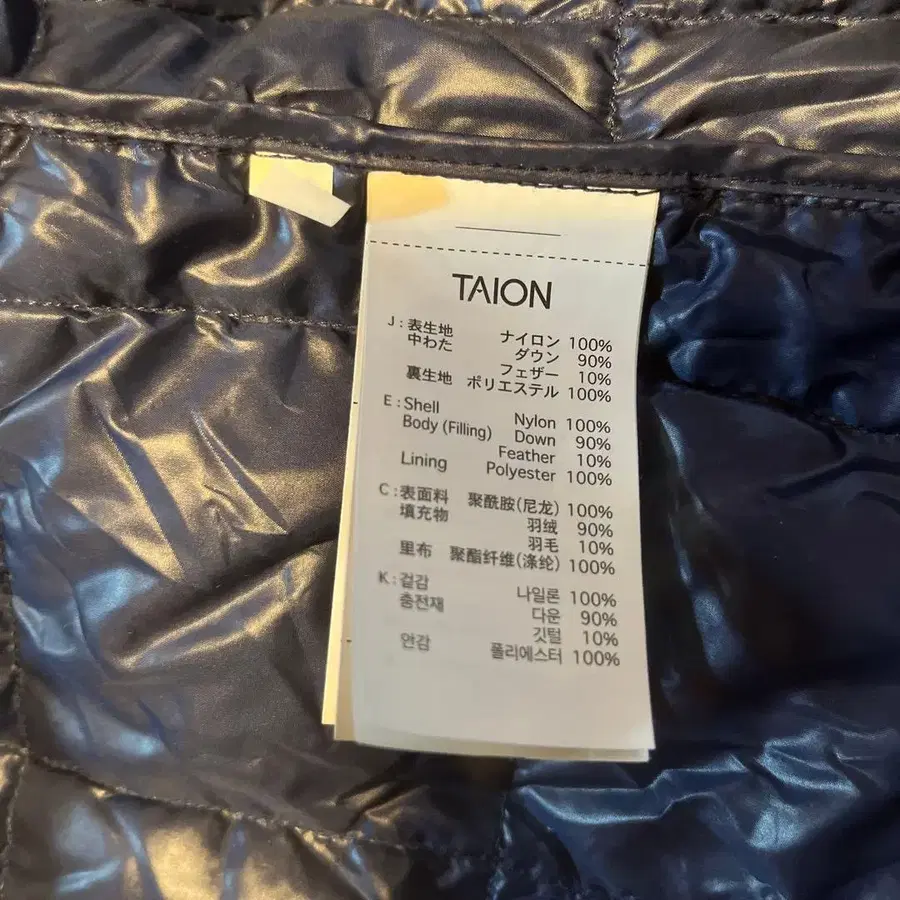 TAION
J : 表生地 ナイロン 100%
中わた ダウン 90%
フェザー 10%
裏生地 ポリエステル 100%
E : Shell Nylon 100%
Body (Filling) Down 90%
Feather 10%
Lining Polyester 100%
C : 表面料 聚酰胺(尼龙) 100%
填充物 羽绒 90%
羽毛 10%
里布 聚酯纤维(涤纶) 100%
K : 겉감 나일론 100%
충전재 다운 90%
깃털 10%
안감 폴리에스터 100%